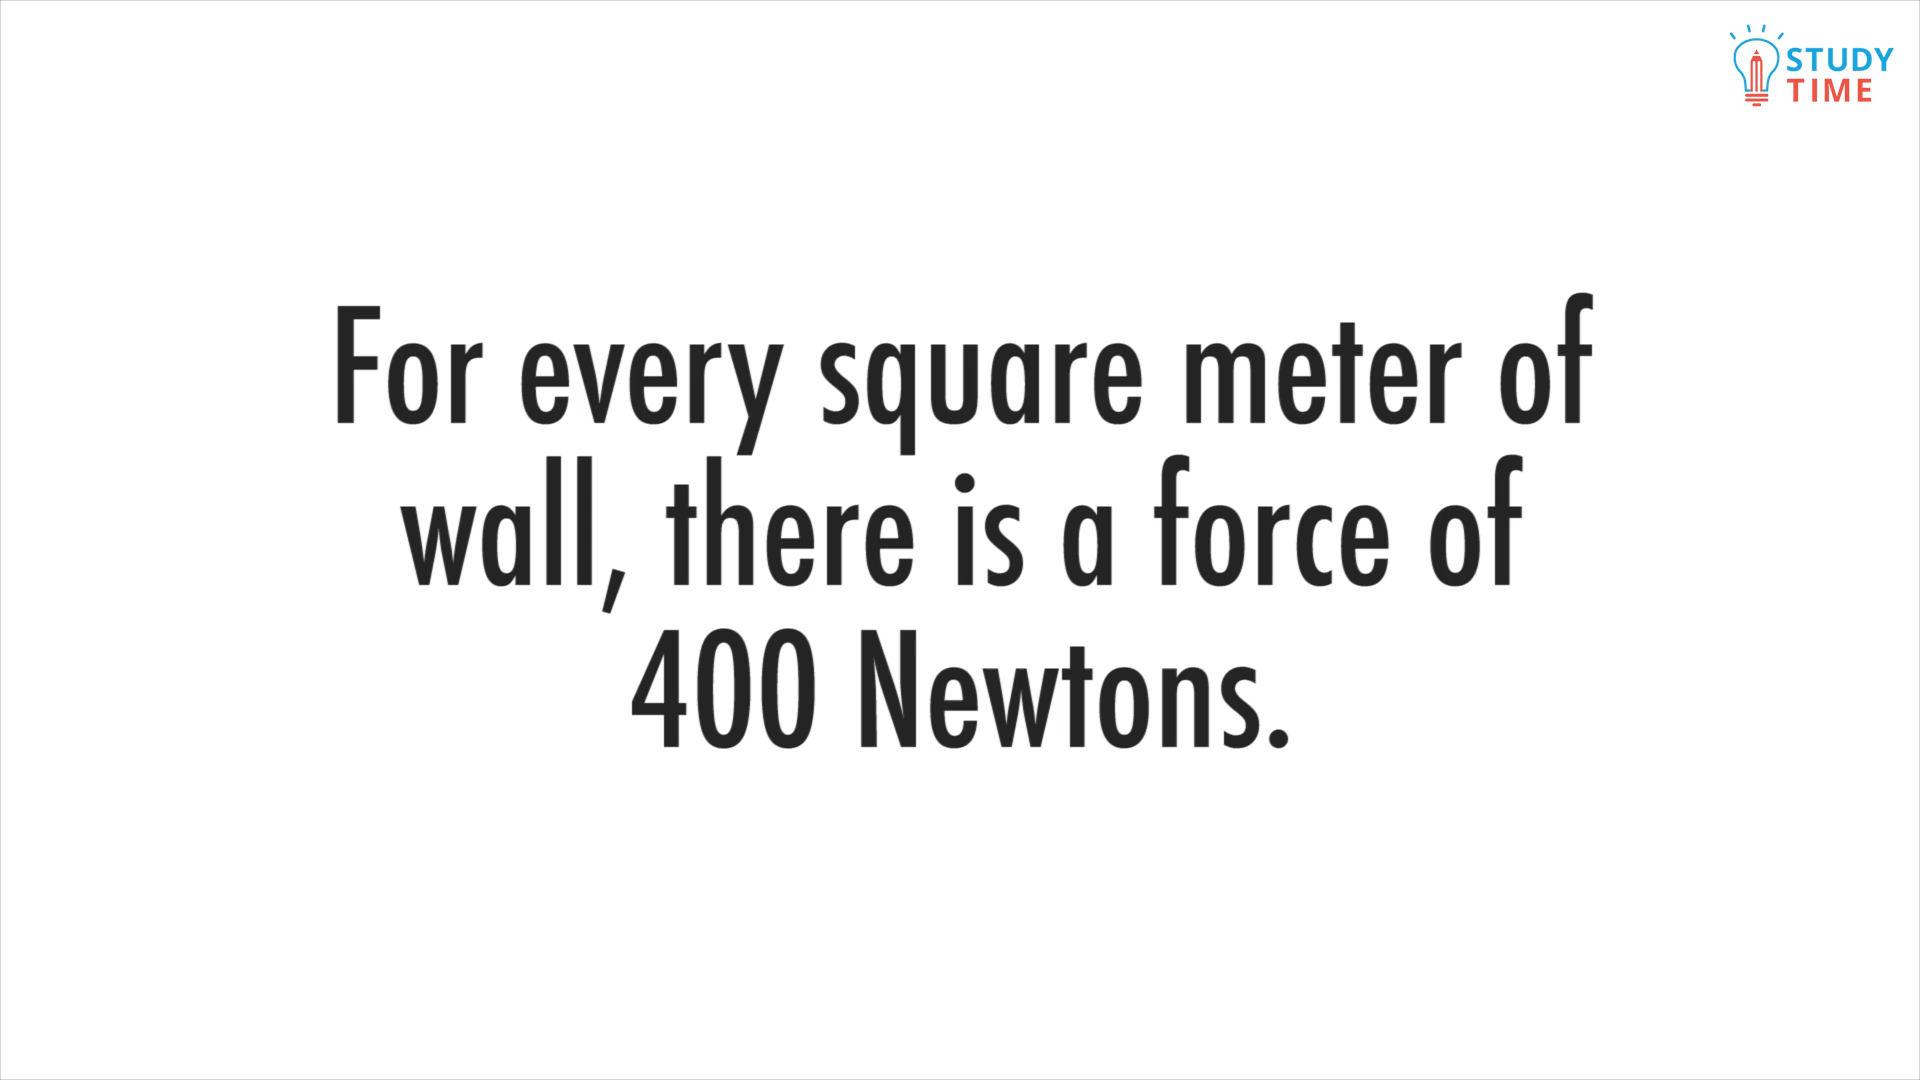 STUDY
TIME
For every square meter of
wall, there is a force of
400 Newtons.